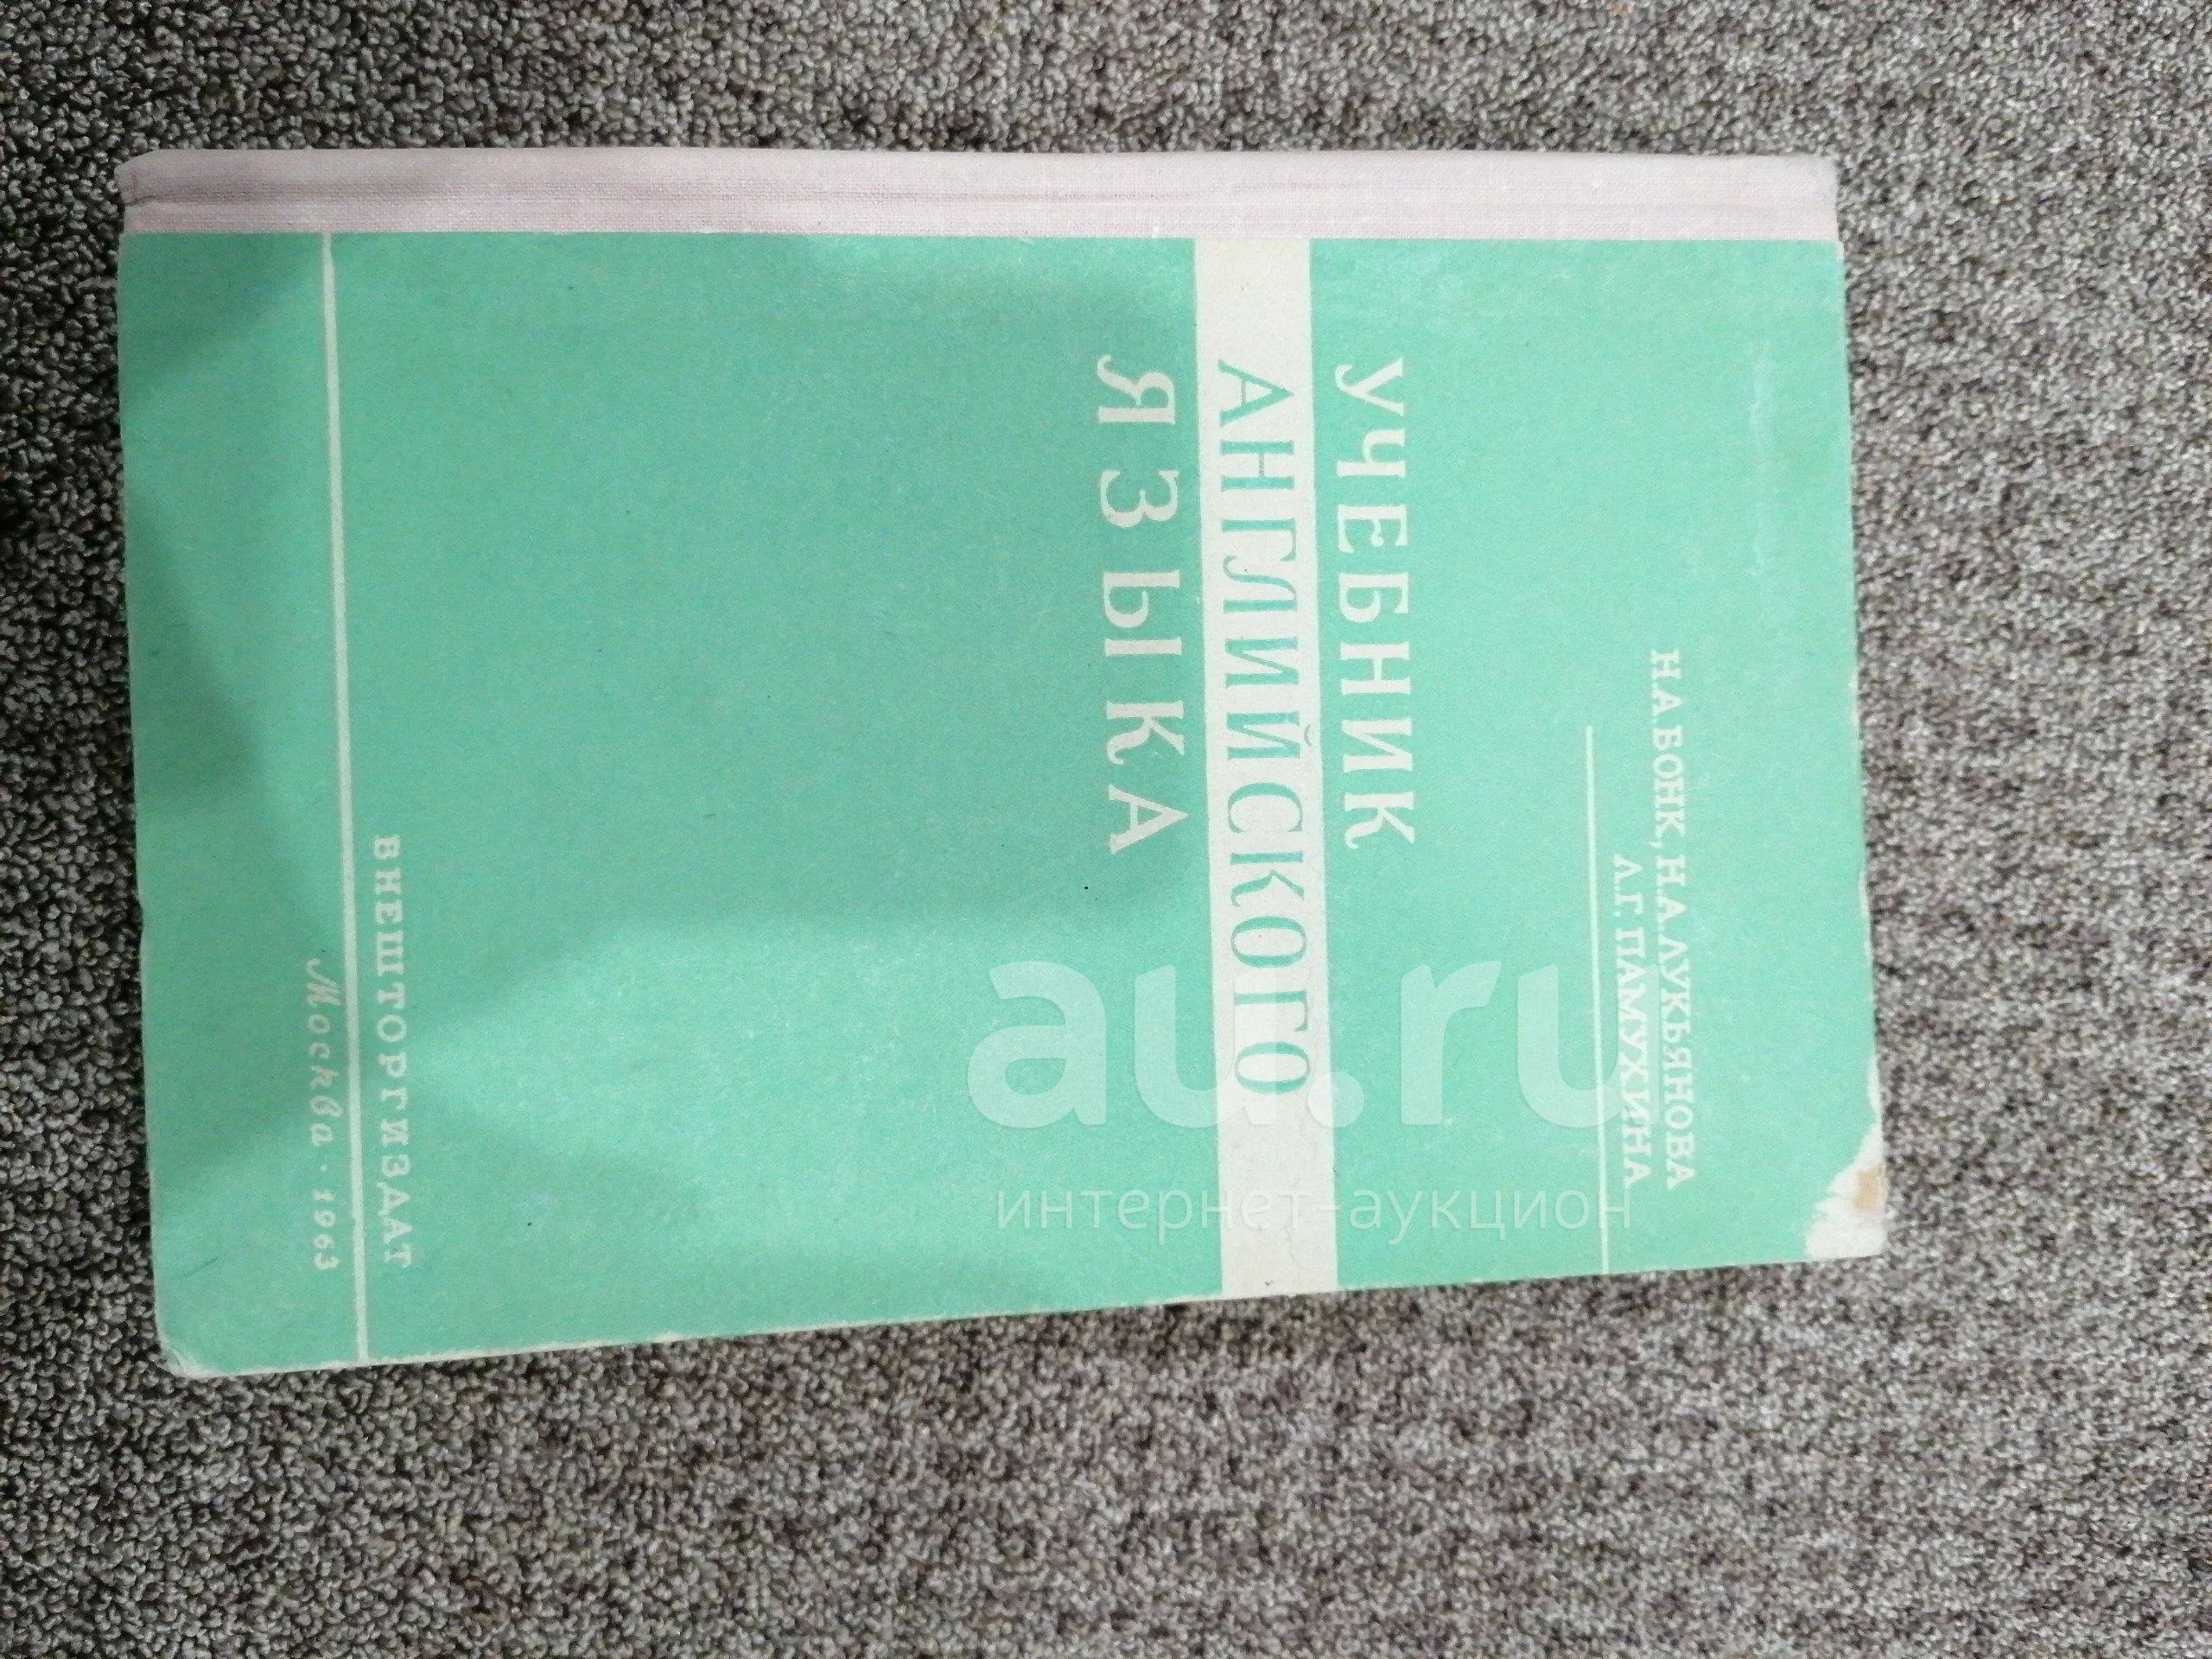 Н.А.БОНК, Н.А.ЛУКЬЯНОВА
Л.Г. ПАМУХИНА
УЧЕБНИК
АНГЛИЙСКОГО
ЯЗЫКА
ВНЕШТОРГИЗДАТ
Москва · 1963
au.ru
интернет-аукцион